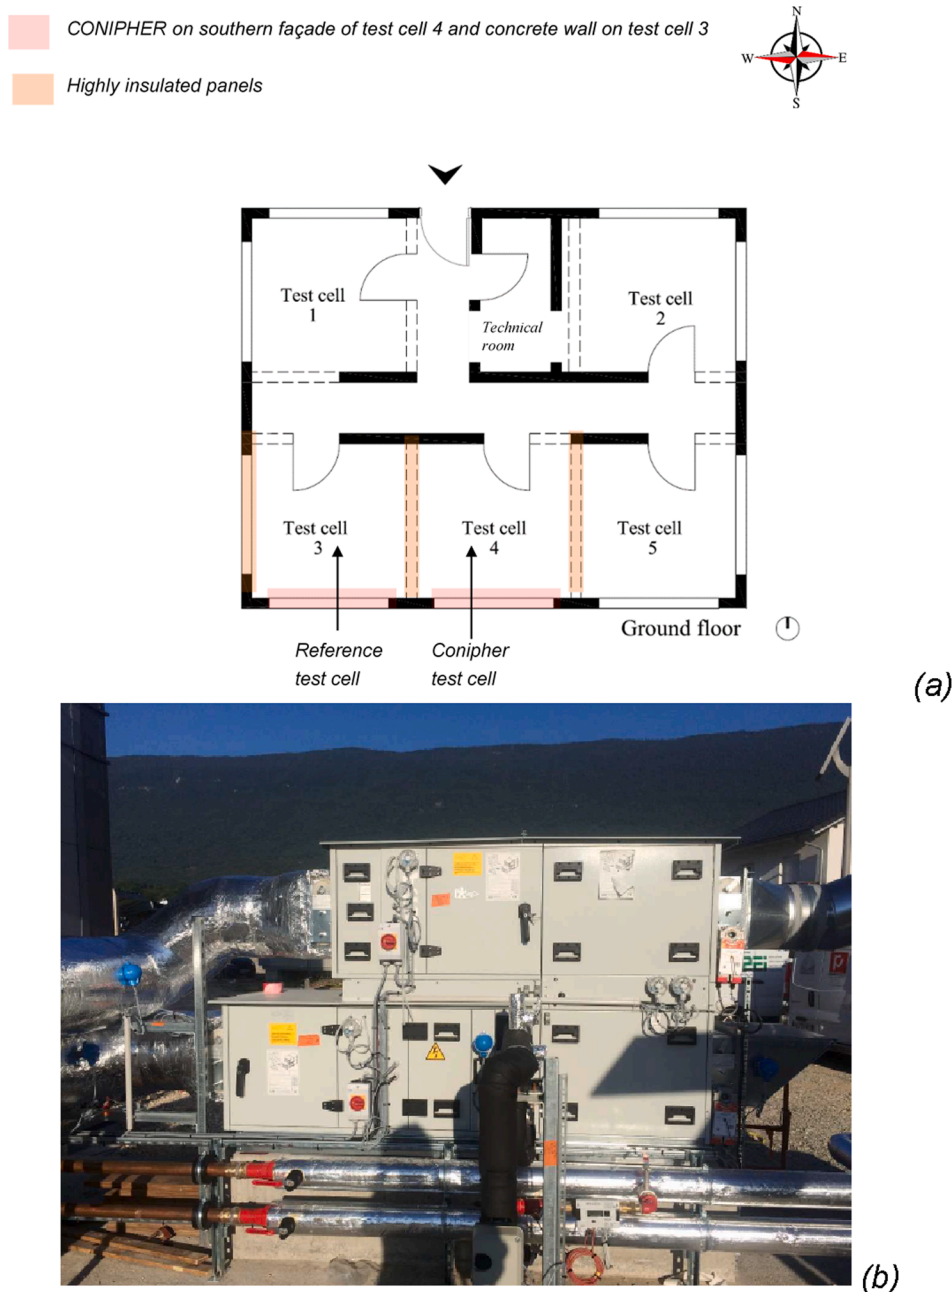 CONIPHER on southern façade of test cell 4 and concrete wall on test cell 3
N
W E
S
Highly insulated panels
Test cell
1
Test cell
2
Technical
room
Test cell
3
Test cell
4
Test cell
5
Ground floor
Reference
test cell
Conipher
test cell
(a)
(b)